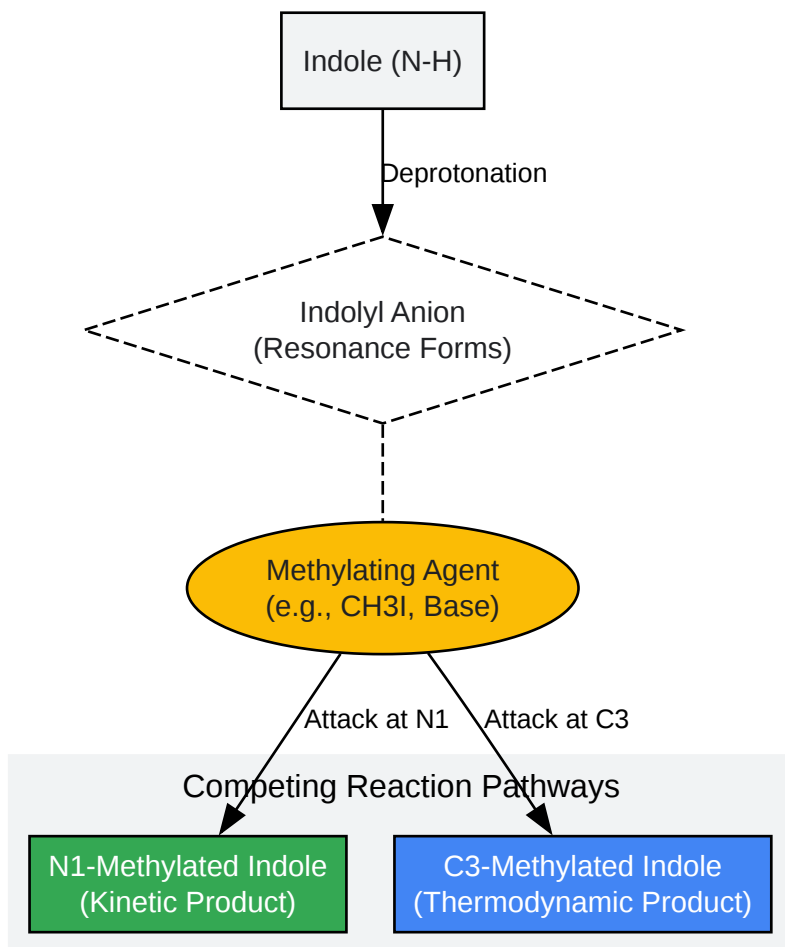 Indole (N-H)
Deprotonation
Indolyl Anion
(Resonance Forms)
Methylating Agent
(e.g., CH3I, Base)
Attack at N1
Attack at C3
Competing Reaction Pathways
N1-Methylated Indole
(Kinetic Product)
C3-Methylated Indole
(Thermodynamic Product)